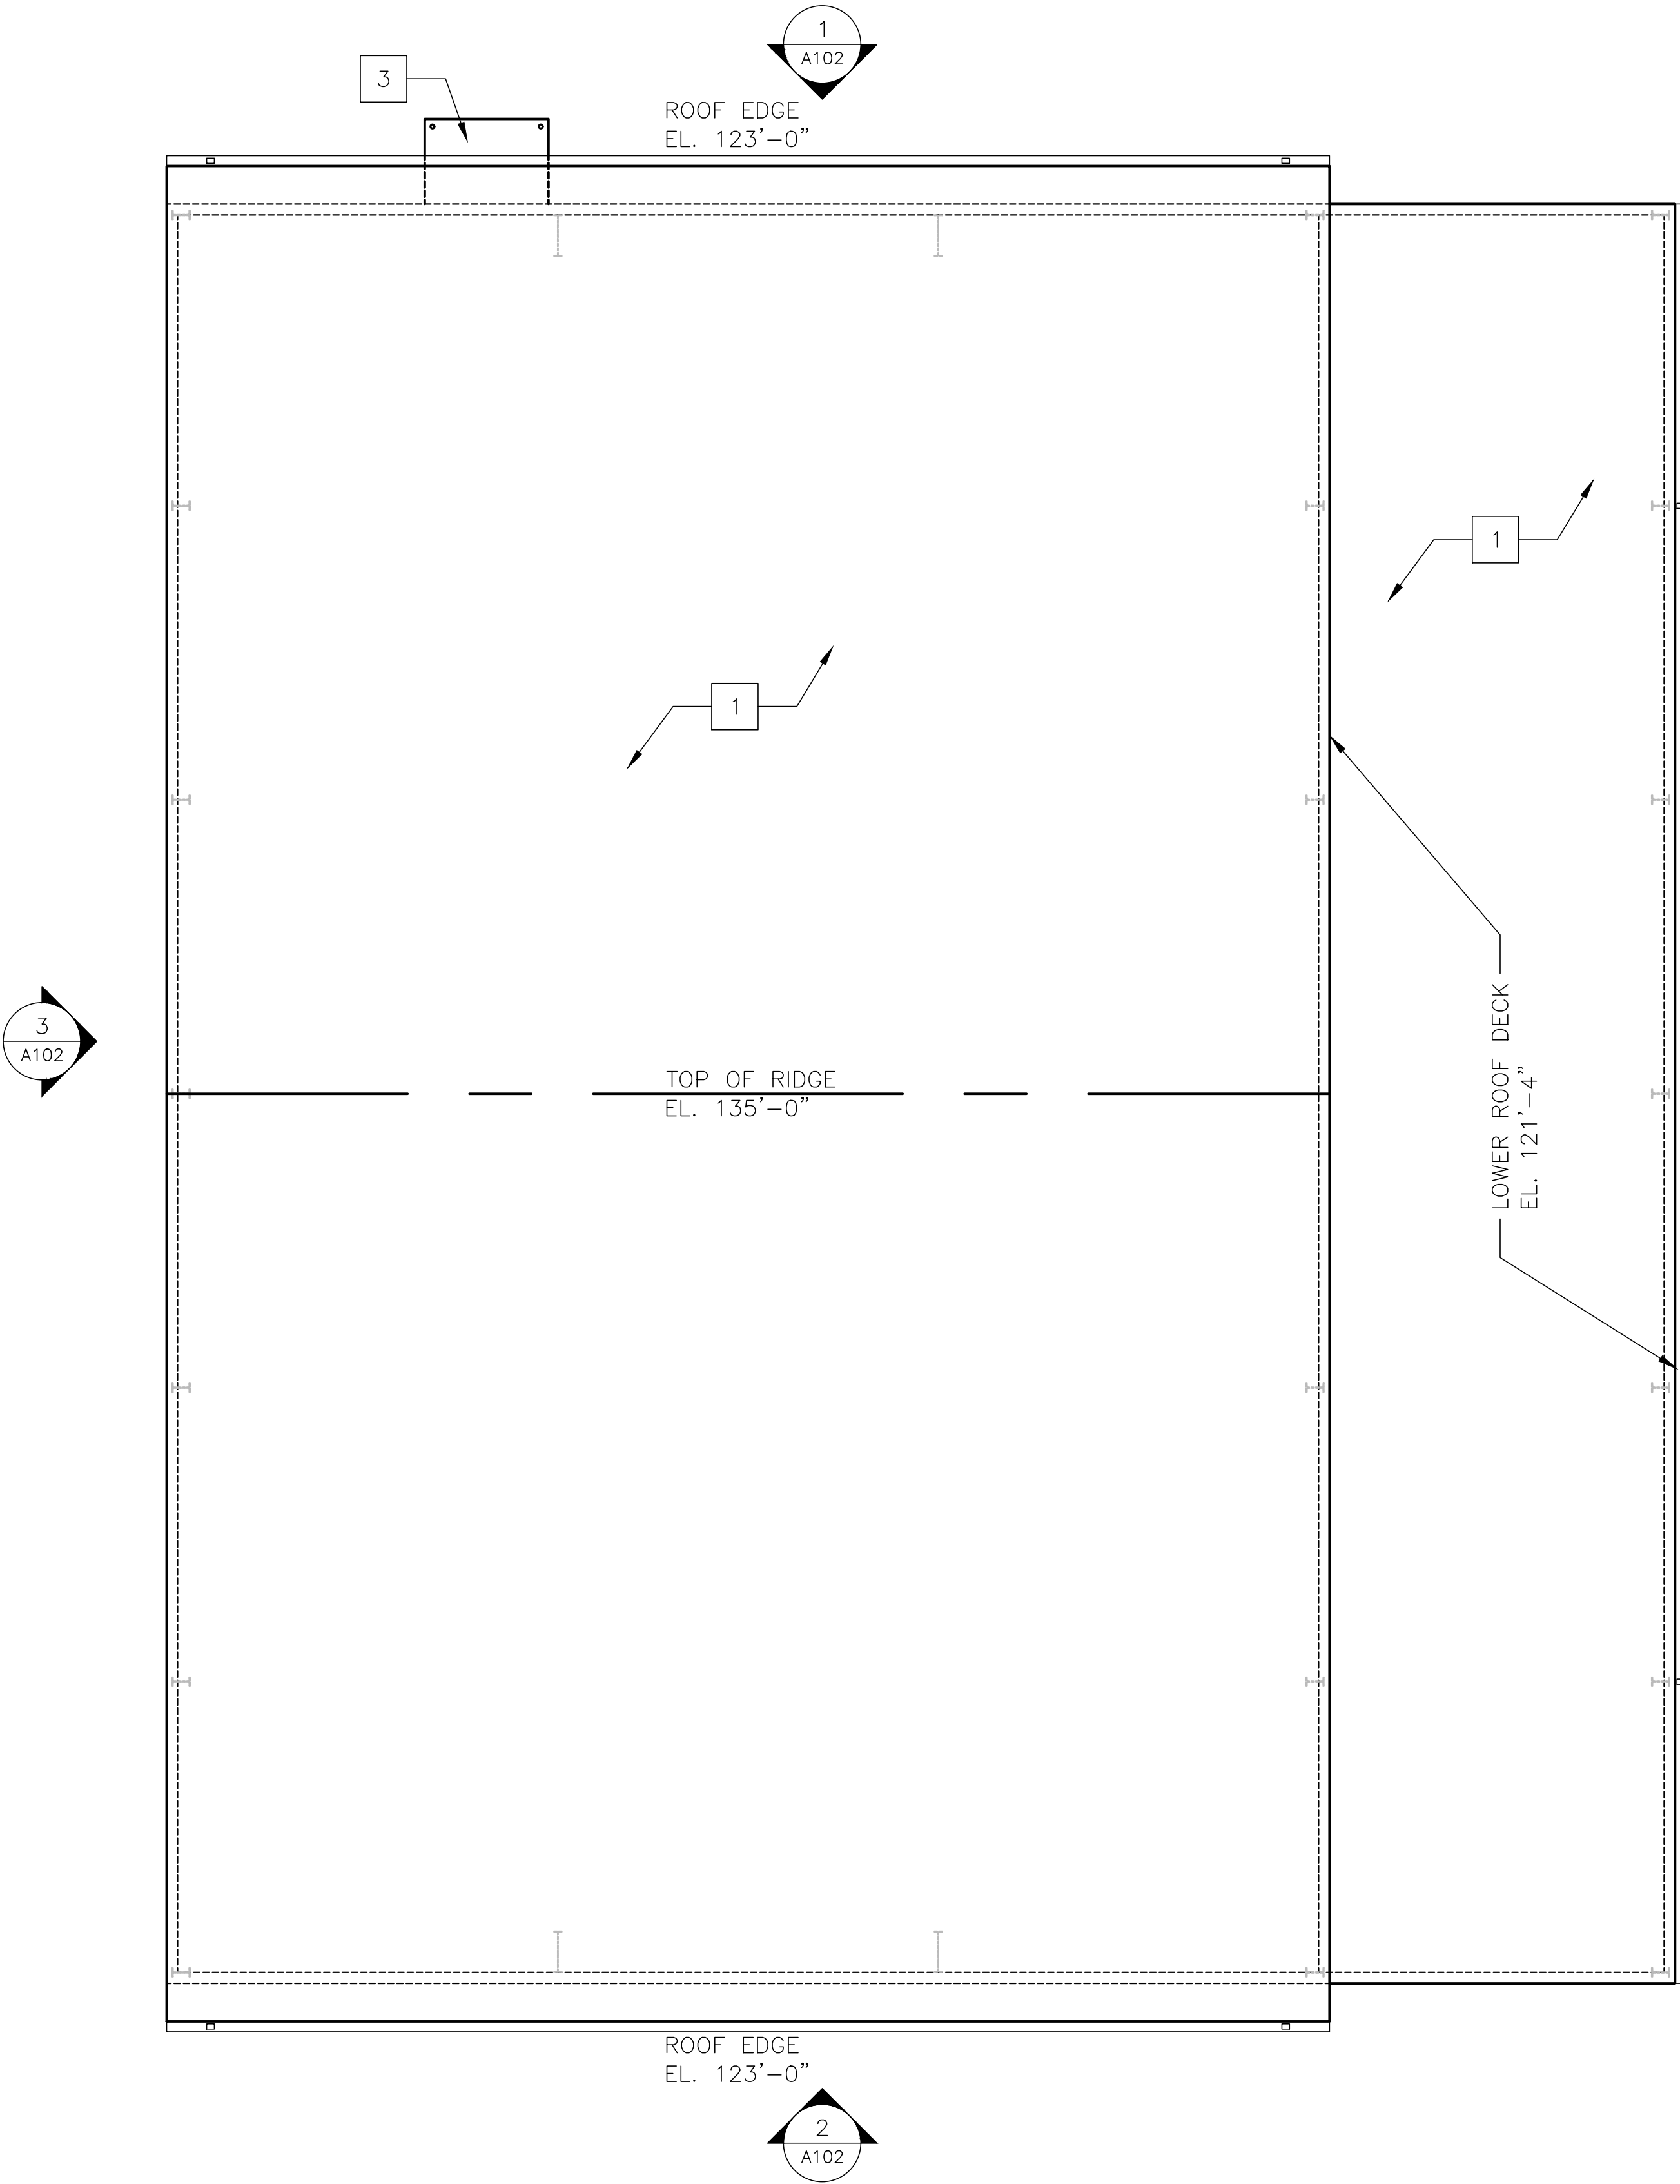 1
A102
3
ROOF EDGE
EL. 123'-0"
1
1
3
A102
TOP OF RIDGE
EL. 135'-0"
LOWER ROOF DECK
EL. 121'-4"
ROOF EDGE
EL. 123'-0"
2
A102